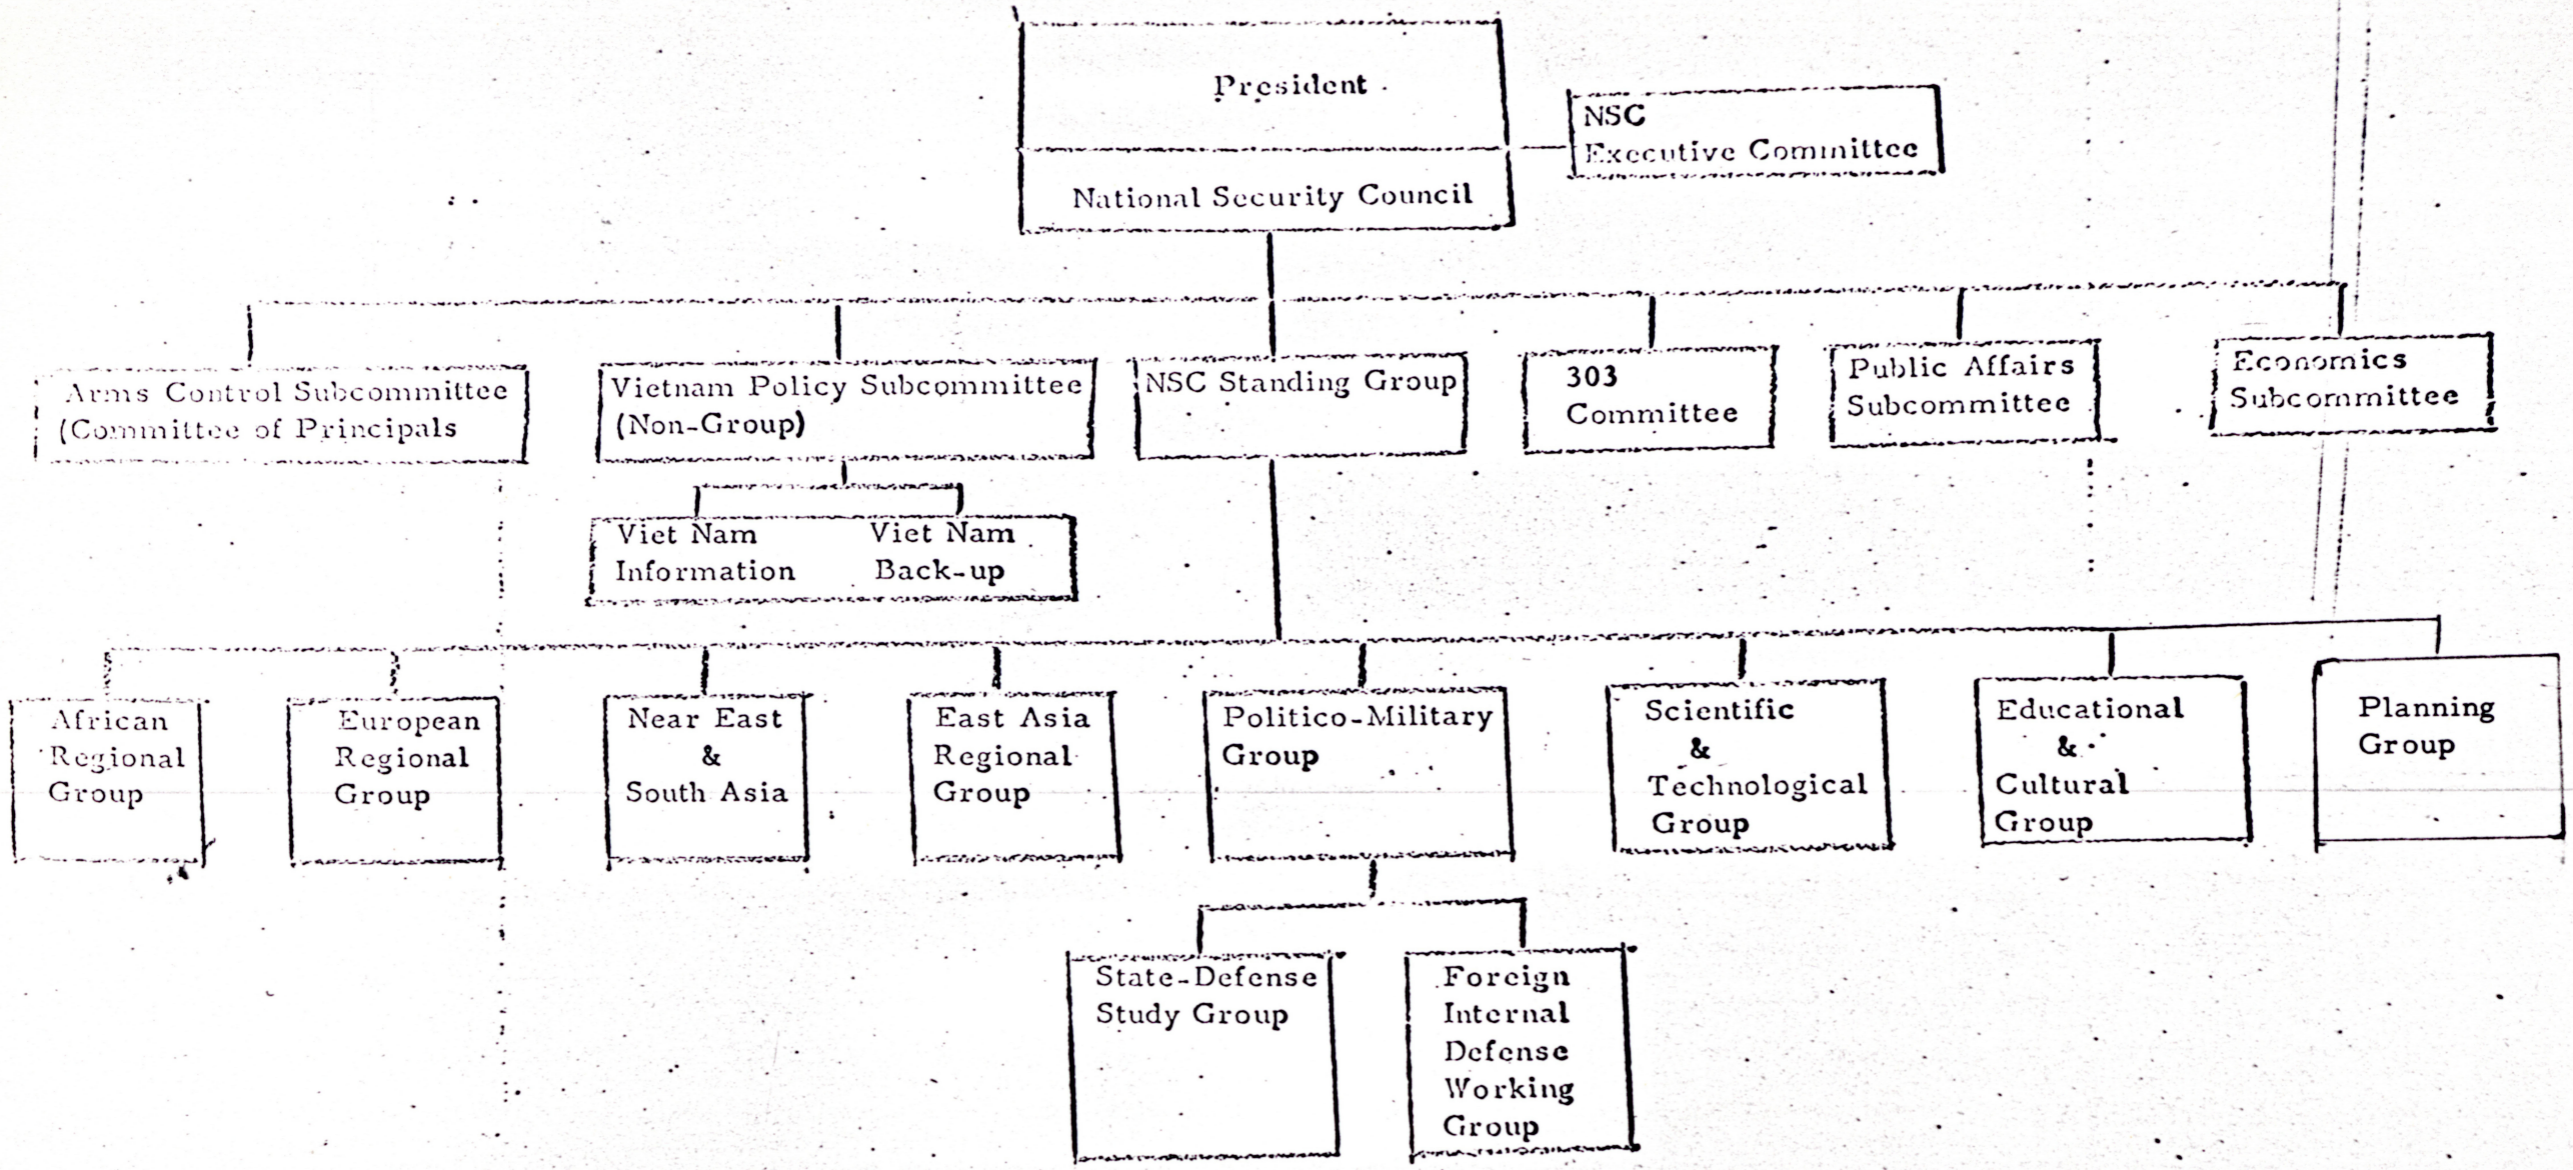 President
National Security Council
NSC
Executive Committee
Arms Control Subcommittee
(Committee of Principals
Vietnam Policy Subcommittee
(Non-Group)
NSC Standing Group
303
Committee
Public Affairs
Subcommittee
Economics
Subcommittee
Viet Nam
Information
Viet Nam
Back-up
African
Regional
Group
European
Regional
Group
Near East
&
South Asia
East Asia
Regional
Group
Politico-Military
Group
Scientific
&
Technological
Group
Educational
&
Cultural
Group
Planning
Group
State-Defense
Study Group
Foreign
Internal
Defense
Working
Group